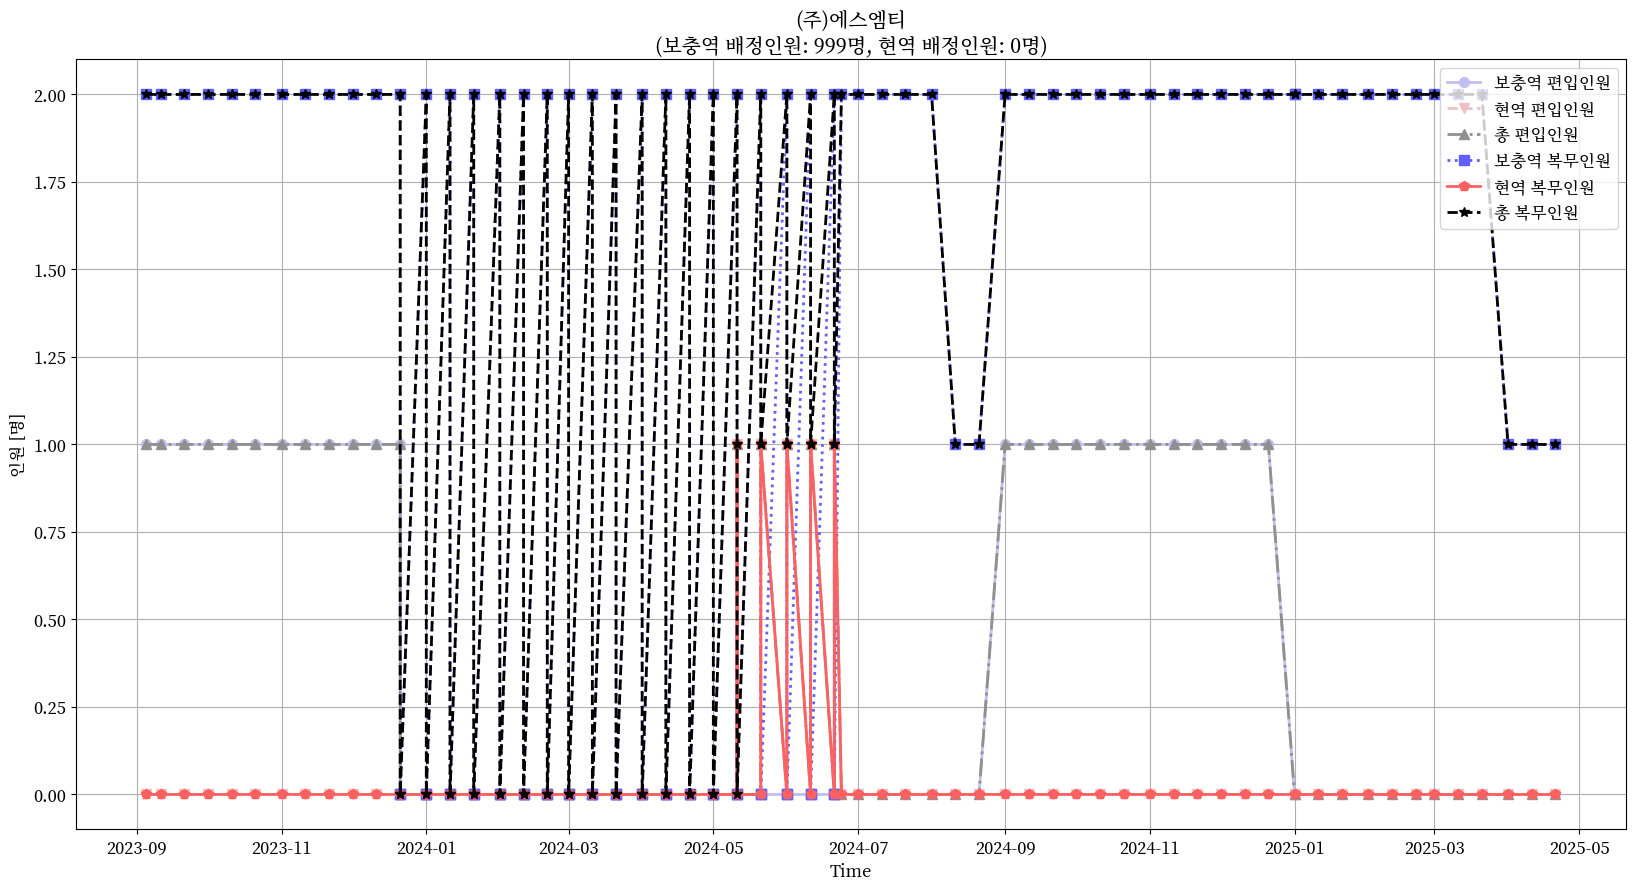 (주)에스엠티
(보충역 배정인원: 999명, 현역 배정인원: 0명)
보충역 편입인원
현역 편입인원
총 편입인원
보충역 복무인원
현역 복무인원
총 복무인원
인원 [명]
2.00
1.75
1.50
1.25
1.00
0.75
0.50
0.25
0.00
2023-09 2023-11 2024-01 2024-03 2024-05 2024-07 2024-09 2024-11 2025-01 2025-03 2025-05
Time